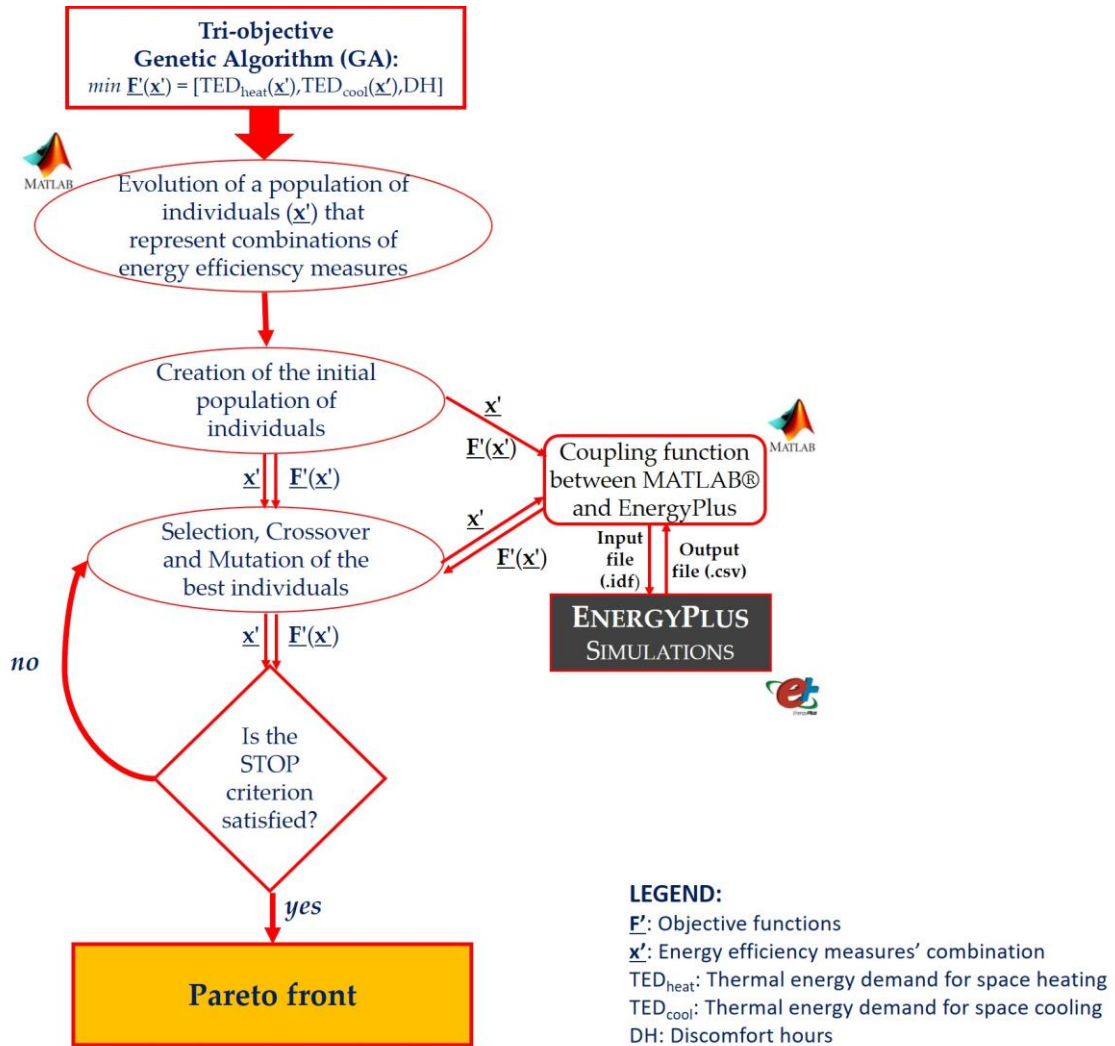 Tri-objective
Genetic Algorithm (GA):
min F'(x') = [TEDheat(x'),TEDcool(x'),DH]
MATLAB
Evolution of a population of
individuals (x') that
represent combinations of
energy efficienscy measures
Creation of the initial
population of
individuals
x'
F'(x')
MATLAB
Coupling function
between MATLAB®
and EnergyPlus
x' F'(x')
Selection, Crossover
and Mutation of the
best individuals
x'
F'(x')
Input
file
(.idf)
Output
file (.csv)
ENERGYPLUS
SIMULATIONS
e+
EnergyPlus
x' F'(x')
no
Is the
STOP
criterion
satisfied?
yes
Pareto front
LEGEND:
F': Objective functions
x': Energy efficiency measures' combination
TEDheat: Thermal energy demand for space heating
TEDcool: Thermal energy demand for space cooling
DH: Discomfort hours